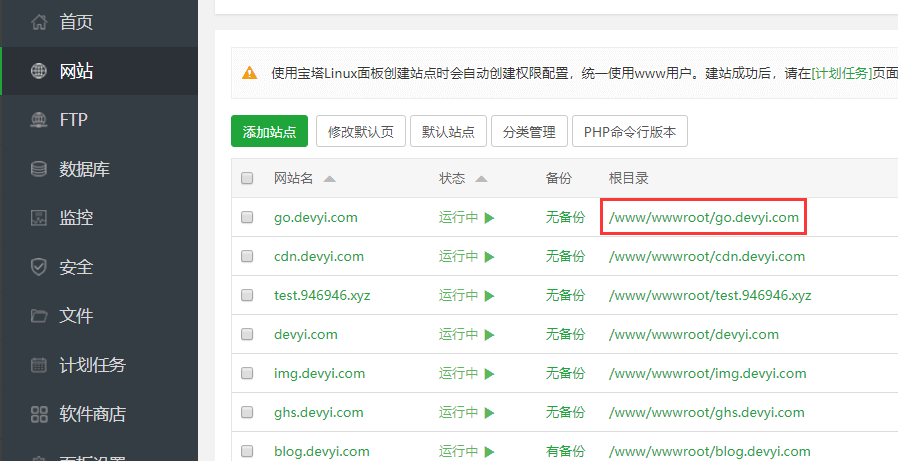 首页
网站
FTP
数据库
监控
安全
文件
计划任务
软件商店
面板设置
使用宝塔Linux面板创建站点时会自动创建权限配置，统一使用www用户。建站成功后，请在[计划任务]页面
添加站点 修改默认页 默认站点 分类管理 PHP命令行版本
网站名 状态 备份 根目录
go.devyi.com 运行中 无备份 /www/wwwroot/go.devyi.com
cdn.devyi.com 运行中 无备份 /www/wwwroot/cdn.devyi.com
test.946946.xyz 运行中 无备份 /www/wwwroot/test.946946.xyz
devyi.com 运行中 无备份 /www/wwwroot/devyi.com
img.devyi.com 运行中 无备份 /www/wwwroot/img.devyi.com
ghs.devyi.com 运行中 无备份 /www/wwwroot/ghs.devyi.com
blog.devyi.com 运行中 有备份 /www/wwwroot/blog.devyi.com